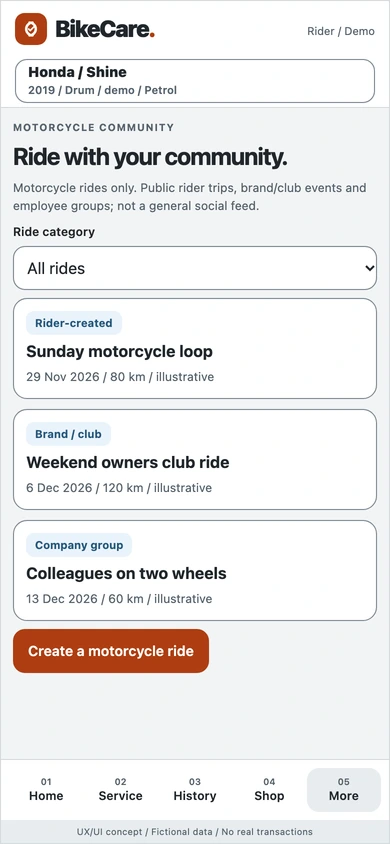 BikeCare.
Rider / Demo
Honda / Shine
2019 / Drum / demo / Petrol
MOTORCYCLE COMMUNITY
Ride with your community.
Motorcycle rides only. Public rider trips, brand/club events and
employee groups; not a general social feed.
Ride category
All rides
Rider-created
Sunday motorcycle loop
29 Nov 2026 / 80 km / illustrative
Brand / club
Weekend owners club ride
6 Dec 2026 / 120 km / illustrative
Company group
Colleagues on two wheels
13 Dec 2026 / 60 km / illustrative
Create a motorcycle ride
01 02 03 04 05
Home Service History Shop More
UX/UI concept / Fictional data / No real transactions